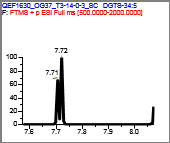 QEF1630_OG37_T3-14-0-3_SC DGTS-34:5
F: FTMS + p ESI Full ms [500.0000-2000.0000]
7.72
7.71
100
80
60
40
20
0
7.6 7.7 7.8 7.9 8.0